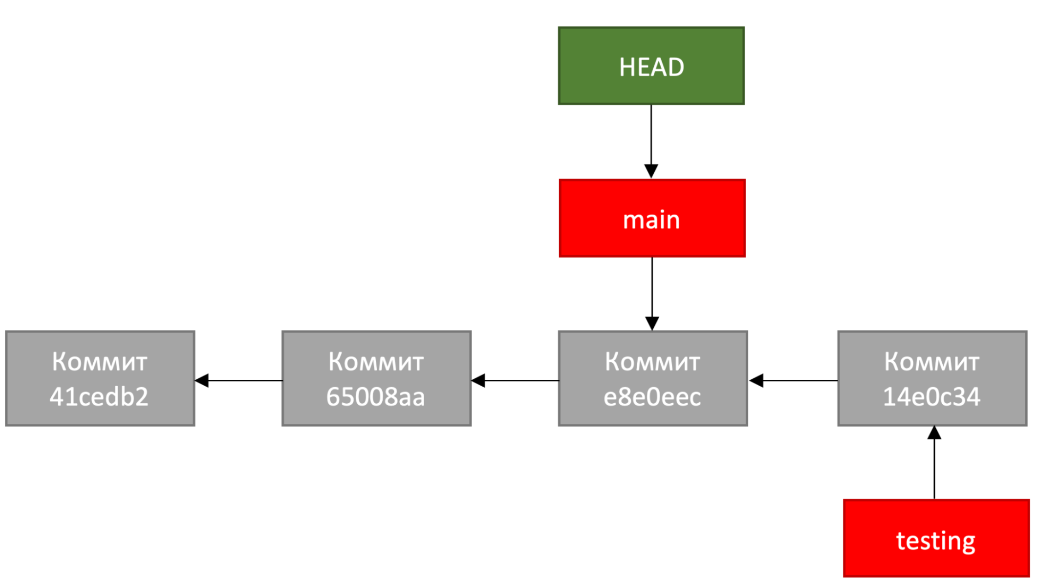 HEAD
main
Коммит
41cedb2
Коммит
65008aa
Коммит
e8e0eec
Коммит
14e0c34
testing